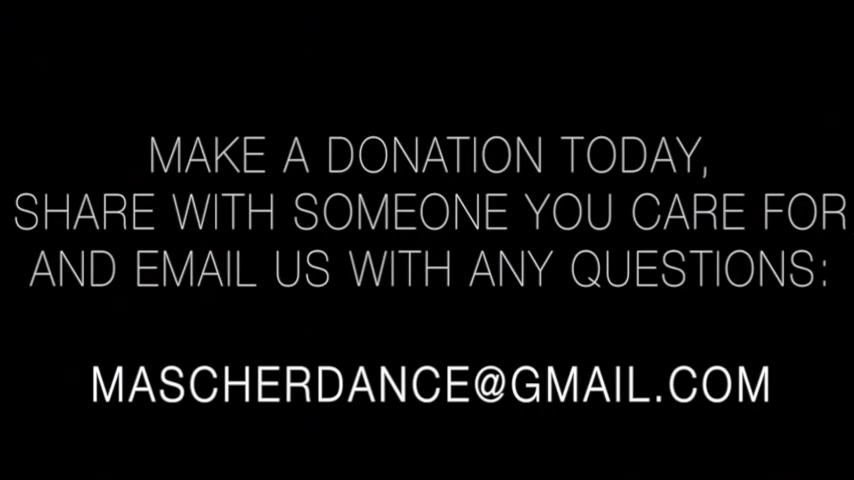 MAKE A DONATION TODAY,
SHARE WITH SOMEONE YOU CARE FOR
AND EMAIL US WITH ANY QUESTIONS:
MASCHERDANCE@GMAIL.COM